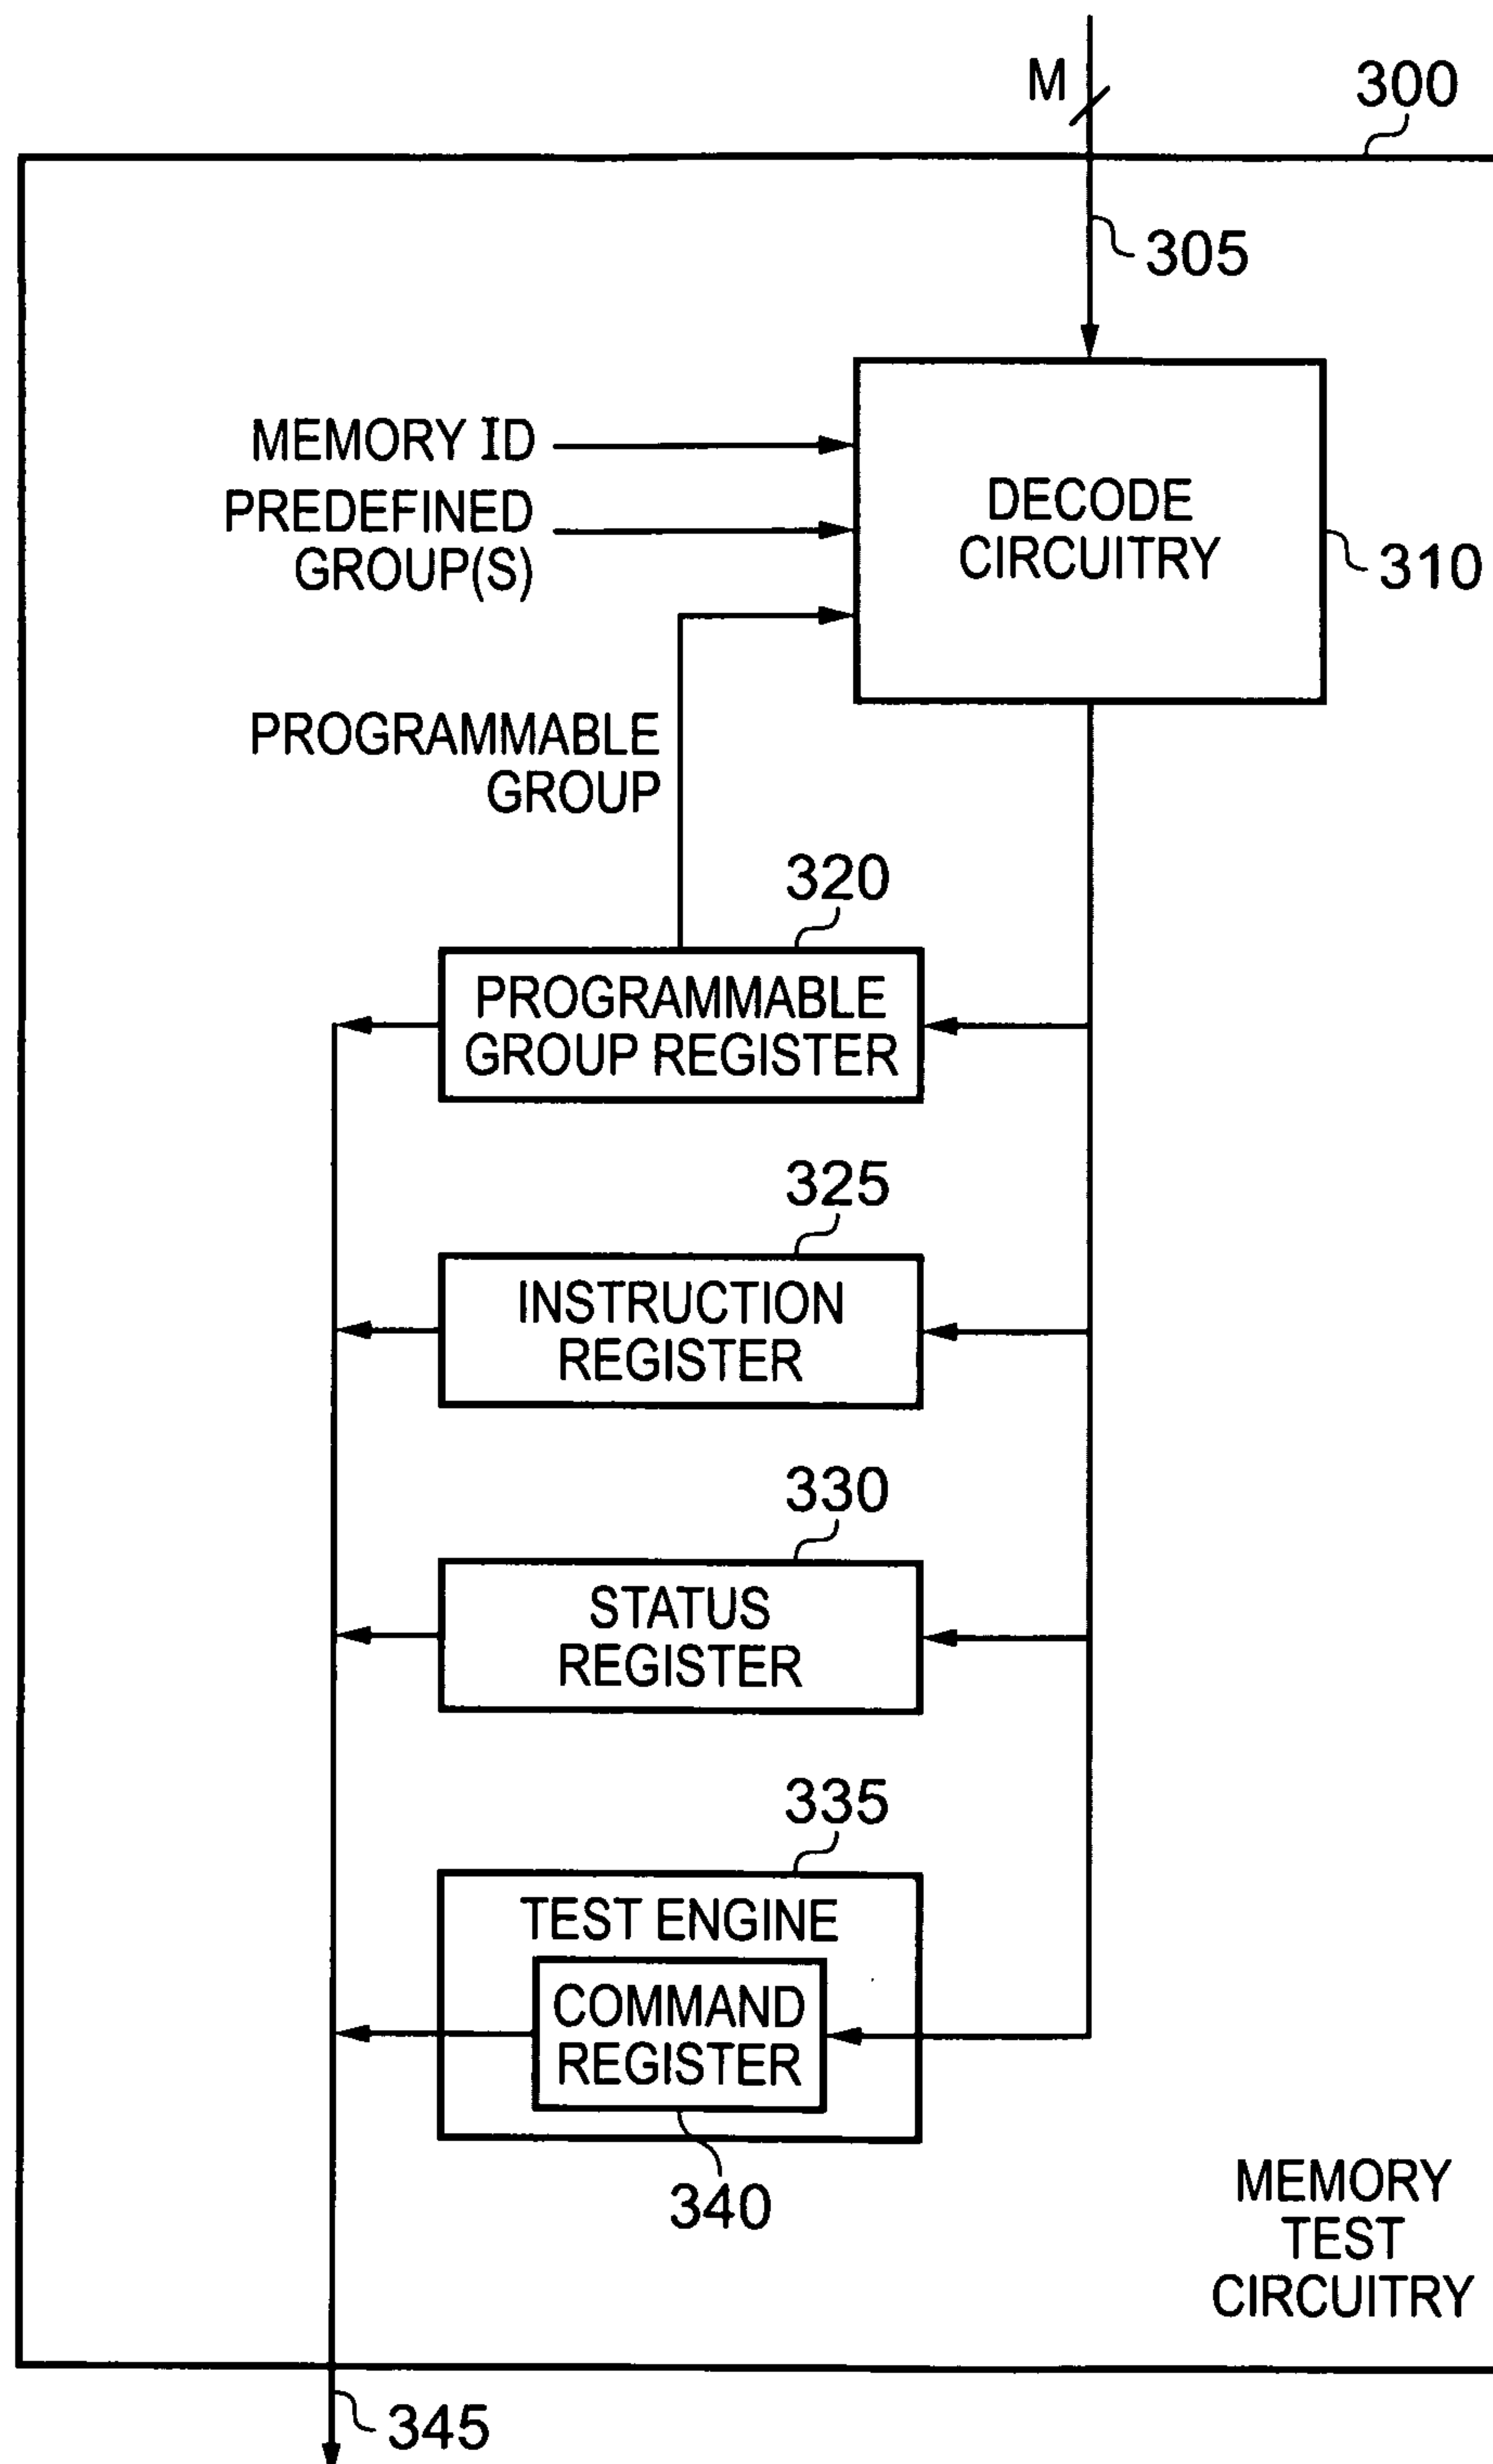 M
300
305
MEMORY ID
PREDEFINED
GROUP(S)
DECODE
CIRCUITRY
310
PROGRAMMABLE
GROUP
320
PROGRAMMABLE
GROUP REGISTER
325
INSTRUCTION
REGISTER
330
STATUS
REGISTER
335
TEST ENGINE
COMMAND
REGISTER
340
MEMORY
TEST
CIRCUITRY
345